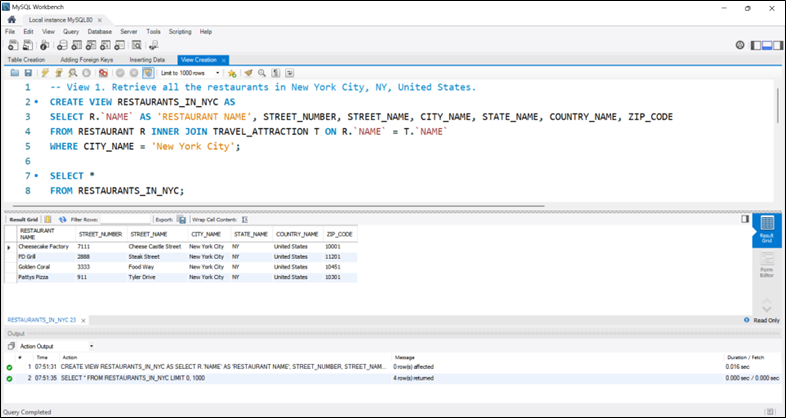 MySQL Workbench
Local instance MySQL80 ×
File Edit View Query Database Server Tools Scripting Help
Table Creation Adding Foreign Keys Inserting Data View Creation ×
Limit to 1000 rows
1 -- View 1. Retrieve all the restaurants in New York City, NY, United States.
2 CREATE VIEW RESTAURANTS_IN_NYC AS
3 SELECT R.`NAME` AS 'RESTAURANT NAME', STREET_NUMBER, STREET_NAME, CITY_NAME, STATE_NAME, COUNTRY_NAME, ZIP_CODE
4 FROM RESTAURANT R INNER JOIN TRAVEL_ATTRACTION T ON R.`NAME` = T.`NAME`
5 WHERE CITY_NAME = 'New York City';
6
7 SELECT *
8 FROM RESTAURANTS_IN_NYC;
Result Grid Filter Rows: Export: Wrap Cell Content:
RESTAURANT NAME STREET_NUMBER STREET_NAME CITY_NAME STATE_NAME COUNTRY_NAME ZIP_CODE
Cheesecake Factory 7111 Cheese Castle Street New York City NY United States 10001
FD Grill 2888 Steak Street New York City NY United States 11201
Golden Coral 3333 Food Way New York City NY United States 10451
Pattys Pizza 911 Tyler Drive New York City NY United States 10301
Result Grid
Form Editor
RESTAURANTS_IN_NYC 23 × Read Only
Output
Action Output
# Time Action Message Duration / Fetch
1 07:51:31 CREATE VIEW RESTAURANTS_IN_NYC AS SELECT R.`NAME` AS 'RESTAURANT NAME', STREET_NUMBER, STREET_NAM... 0 row(s) affected 0.016 sec
2 07:51:35 SELECT * FROM RESTAURANTS_IN_NYC LIMIT 0, 1000 4 row(s) returned 0.000 sec / 0.000 sec
Query Completed